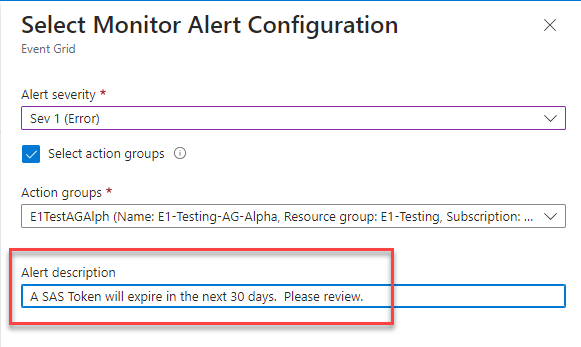 Select Monitor Alert Configuration
Event Grid
Alert severity *
Sev 1 (Error)
Select action groups
Action groups *
E1TestAGAlph (Name: E1-Testing-AG-Alpha, Resource group: E1-Testing, Subscription: ...
Alert description
A SAS Token will expire in the next 30 days.  Please review.